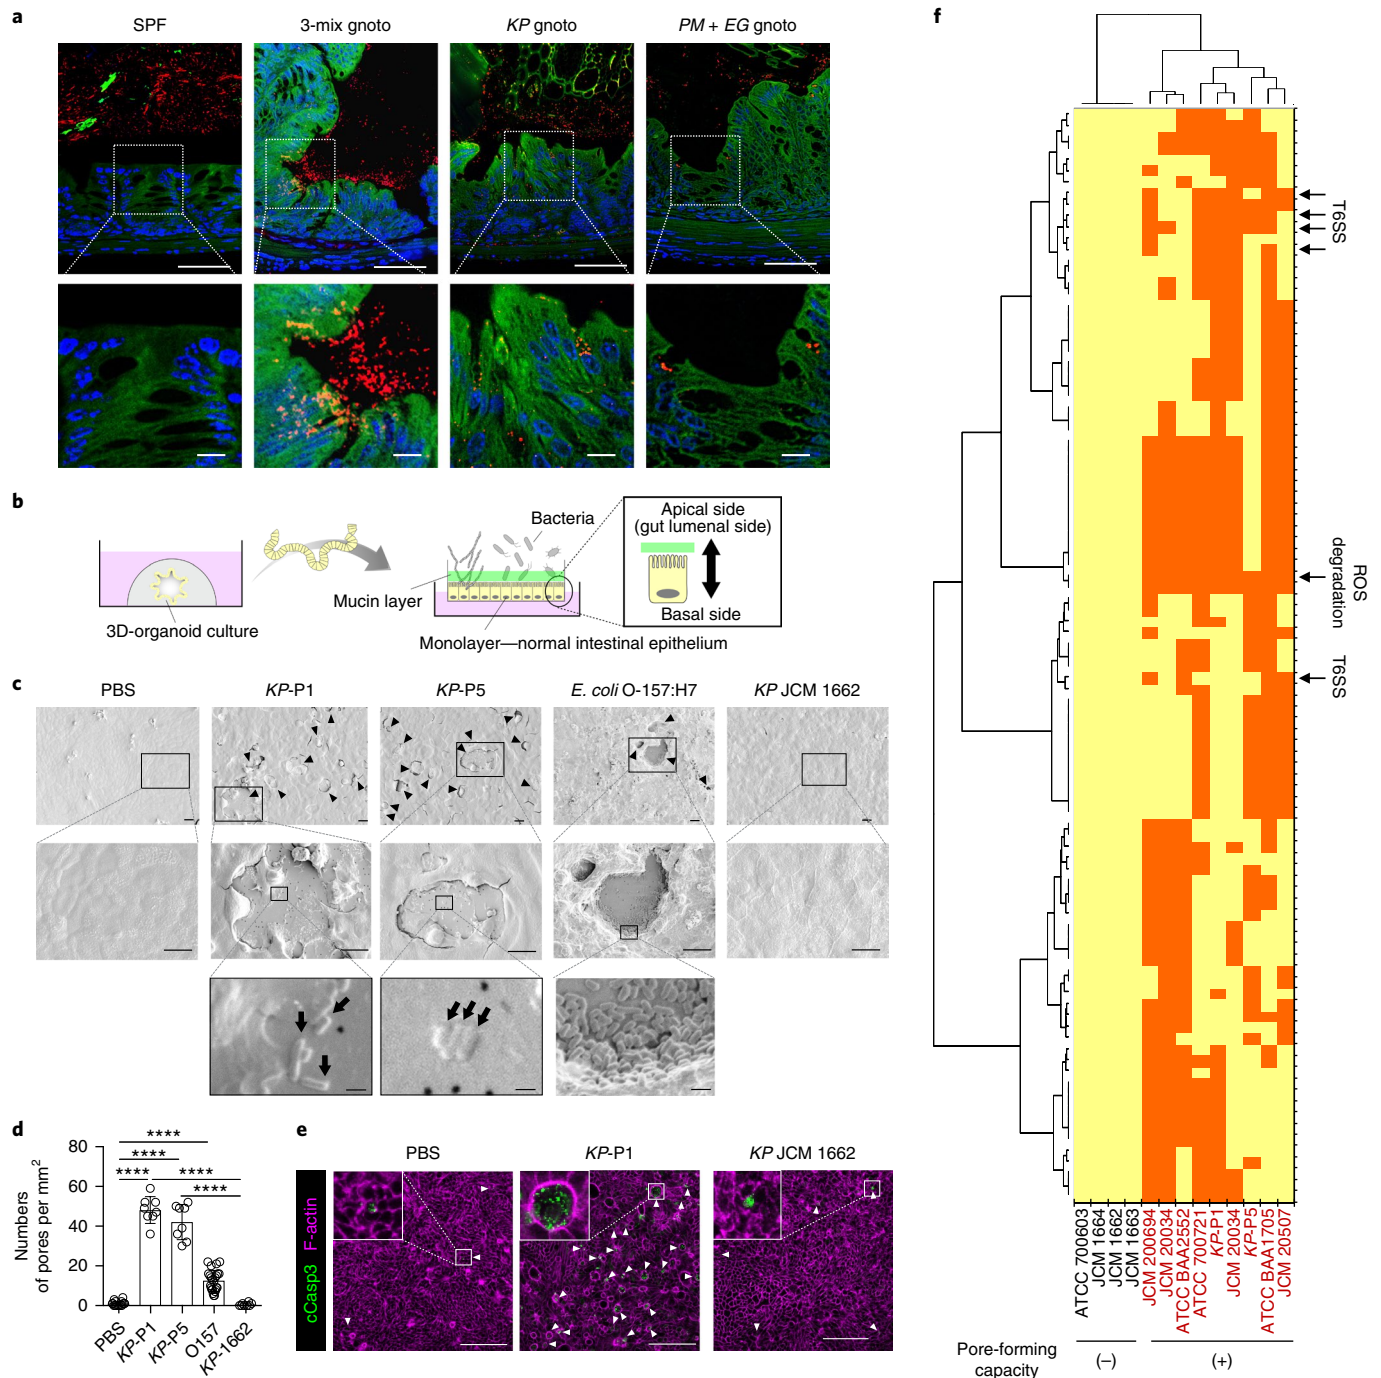 a
SPF
3-mix gnoto
KP gnoto
PM + EG gnoto
b
3D-organoid culture
Mucin layer
Bacteria
Monolayer—normal intestinal epithelium
Apical side
(gut lumenal side)
Basal side
c
PBS
KP-P1
KP-P5
E. coli O-157:H7
KP JCM 1662
d
Numbers
of pores per mm²
80
60
40
20
0
****
****
**** ****
****
PBS
KP-P1
KP-P5
O157
KP-1662
e
cCasp3 F-actin
PBS
KP-P1
KP JCM 1662
f
T6SS
ROS
degradation
T6SS
ATCC 700603
JCM 1664
JCM 1662
JCM 1663
JCM 200694
JCM 20034
ATCC BAA2552
ATCC 700721
KP-P1
JCM 20034
KP-P5
ATCC BAA1705
JCM 20507
Pore-forming
capacity
(–)
(+)